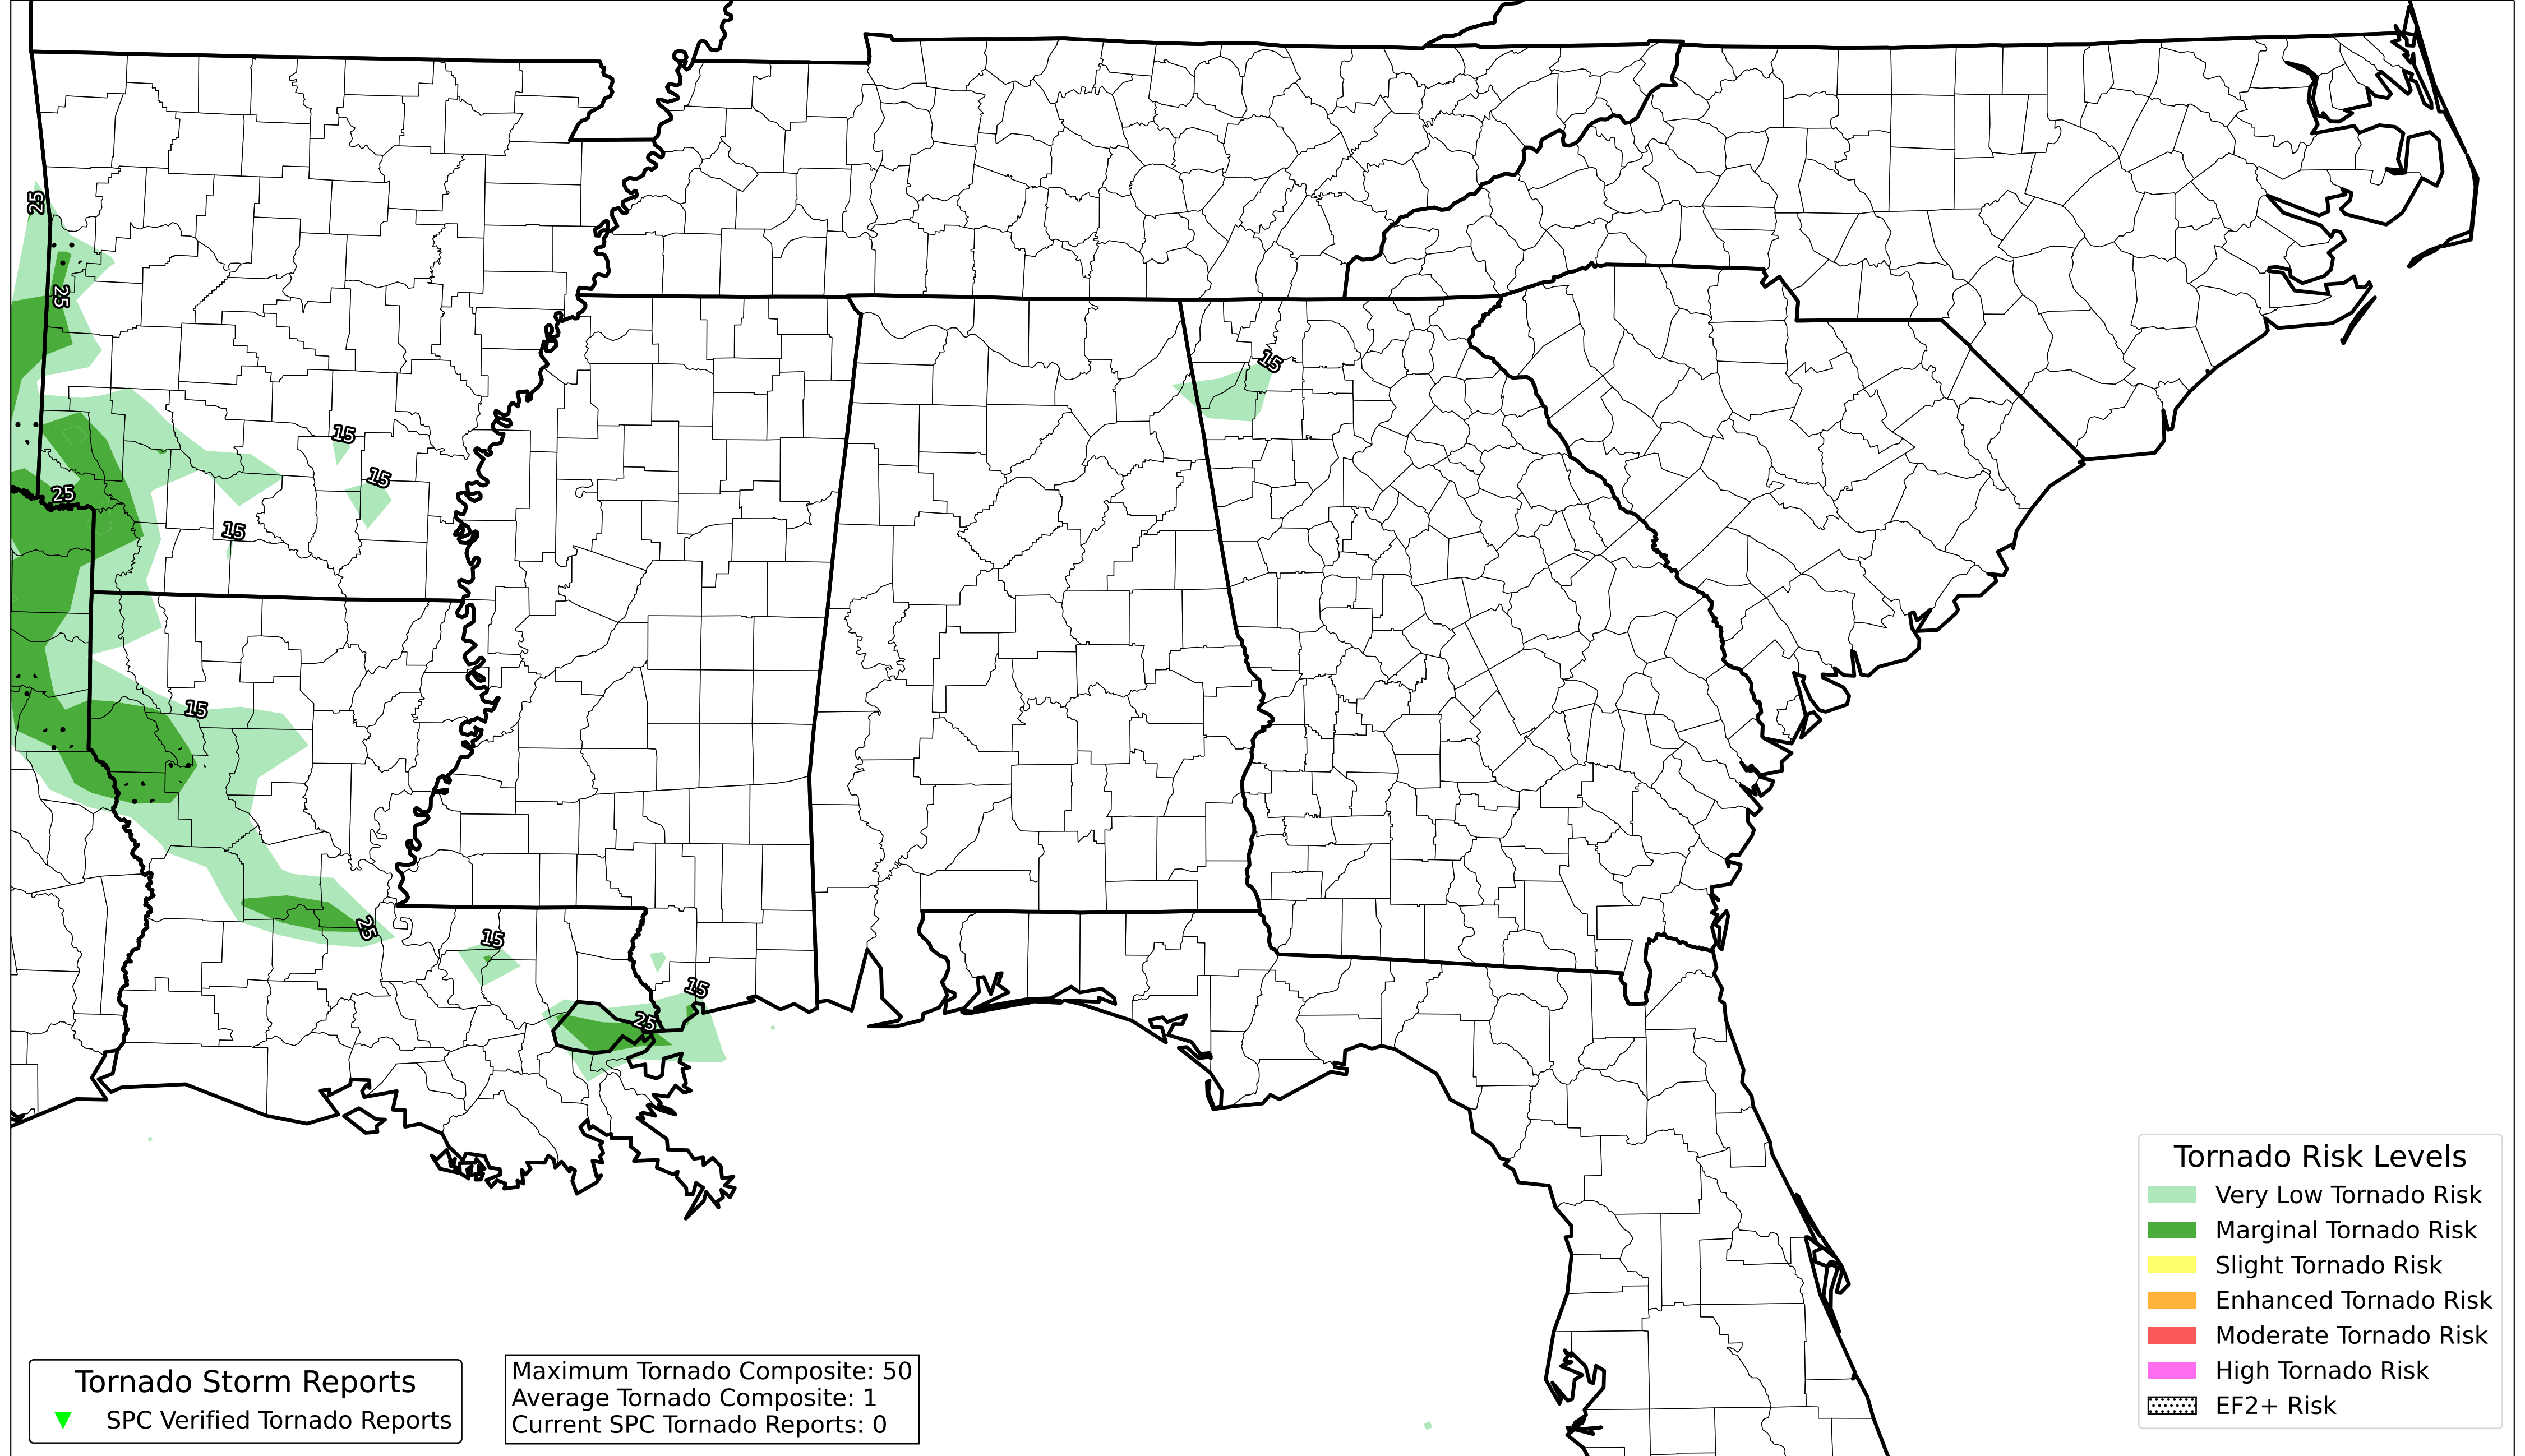 25
25
15
15
15
25
15
15
25
15
15
25
Tornado Risk Levels
Very Low Tornado Risk
Marginal Tornado Risk
Slight Tornado Risk
Enhanced Tornado Risk
Moderate Tornado Risk
High Tornado Risk
EF2+ Risk
Tornado Storm Reports
SPC Verified Tornado Reports
Maximum Tornado Composite: 50
Average Tornado Composite: 1
Current SPC Tornado Reports: 0